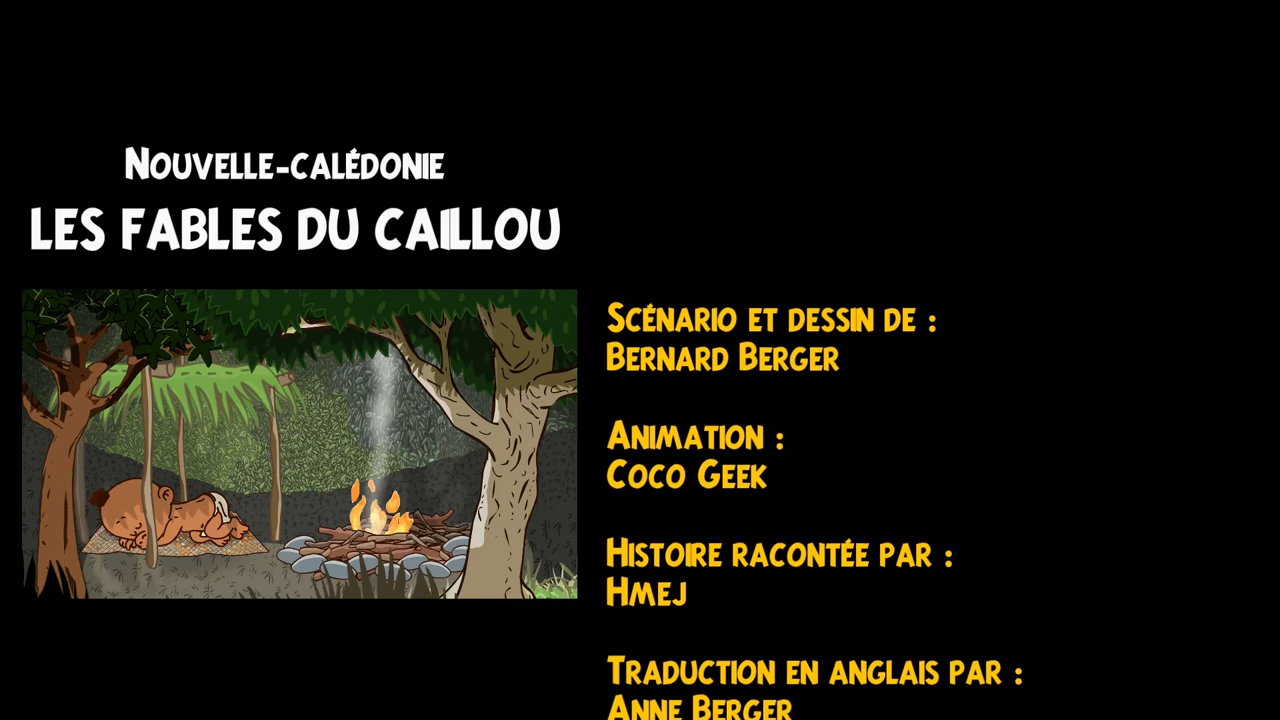 Nouvelle-calédonie
LES FABLES DU CAILLOU
Scénario et dessin de :
Bernard Berger
Animation :
Coco Geek
Histoire racontée par :
Hmej
Traduction en anglais par :
Anne Berger